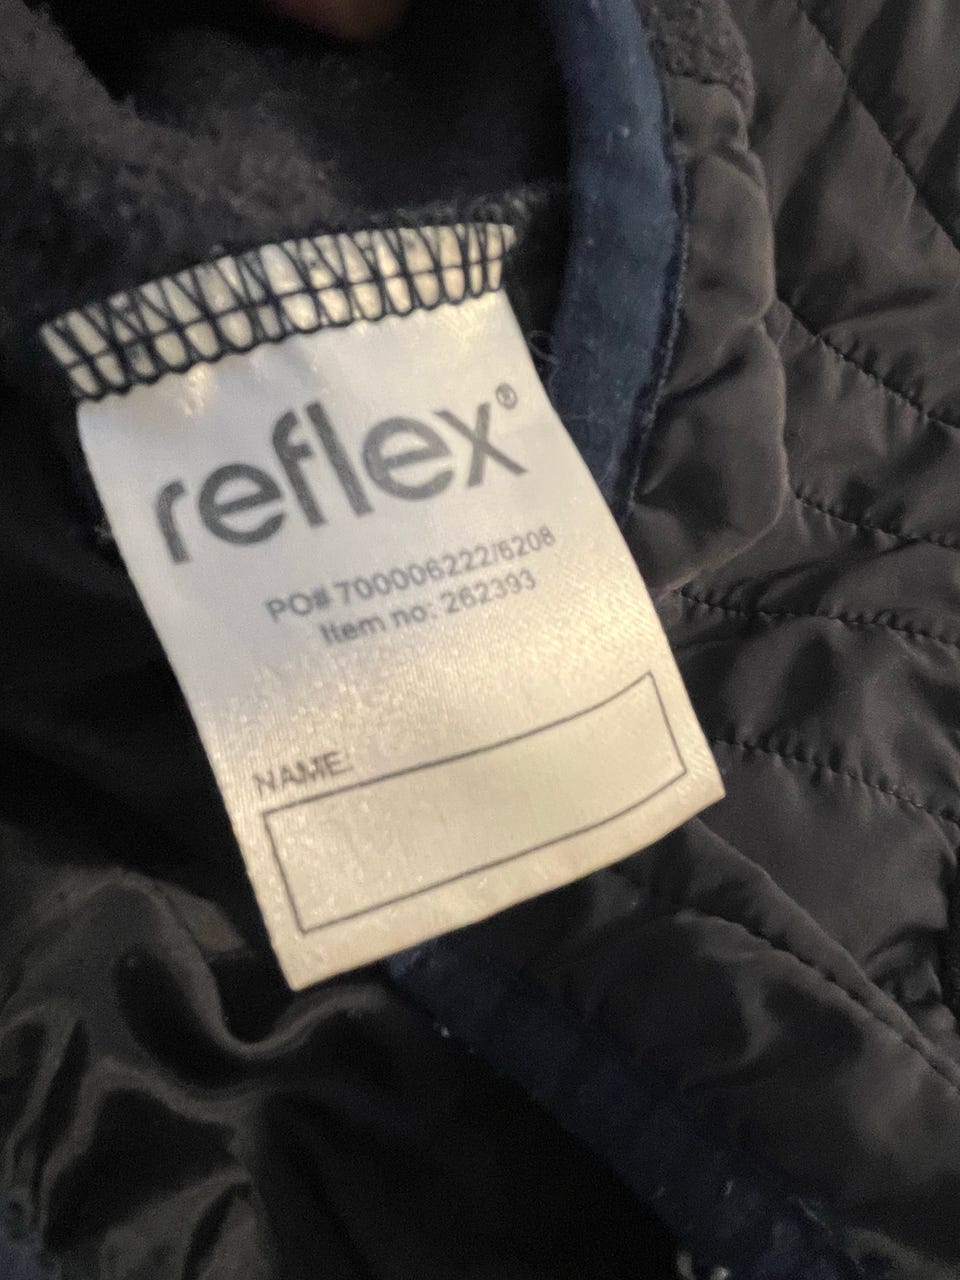 reflex®
PO# 700006222/6208
Item no: 262393
NAME: